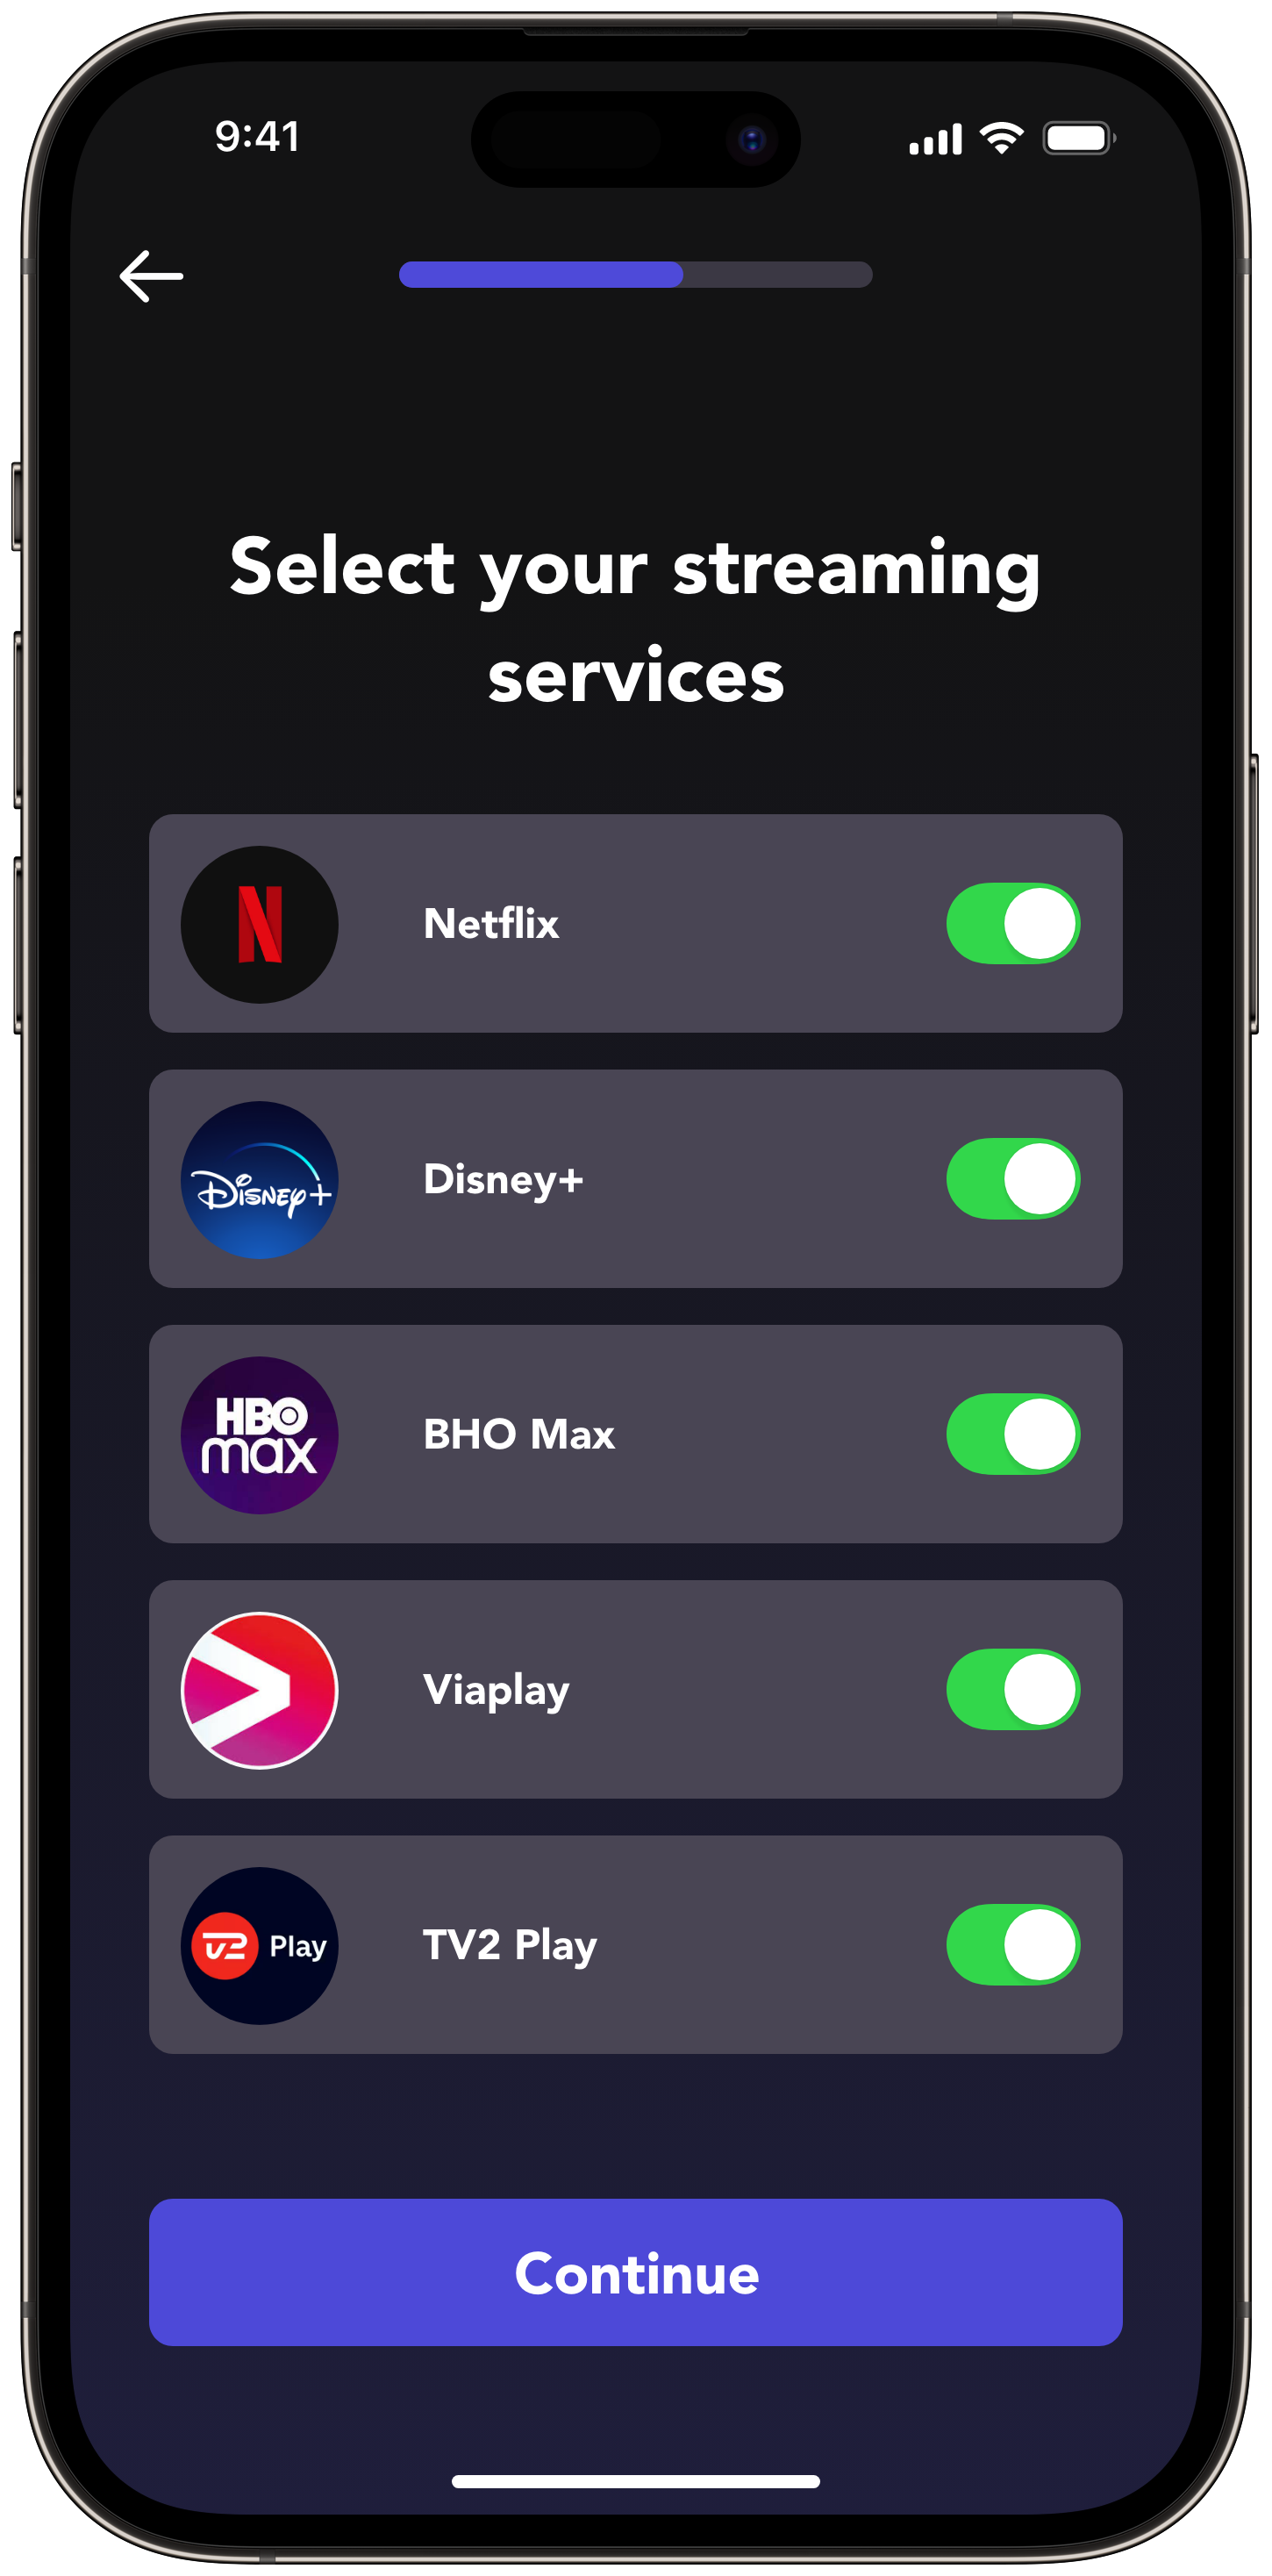 9:41
Select your streaming
services
N
Netflix
Disney+
Disney+
HBO
max
BHO Max
Viaplay
TV2 Play
TV2 Play
Continue